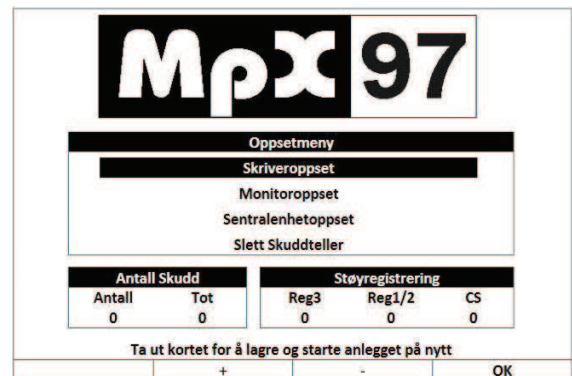 MpX 97
Oppsetmeny
Skriveroppset
Monitoroppset
Sentralenhetoppset
Slett Skuddteller
Antall Skudd
Antall Tot
0 0
Støyregistrering
Reg3 Reg1/2 CS
0 0 0
Ta ut kortet for å lagre og starte anlegget på nytt
+ - OK